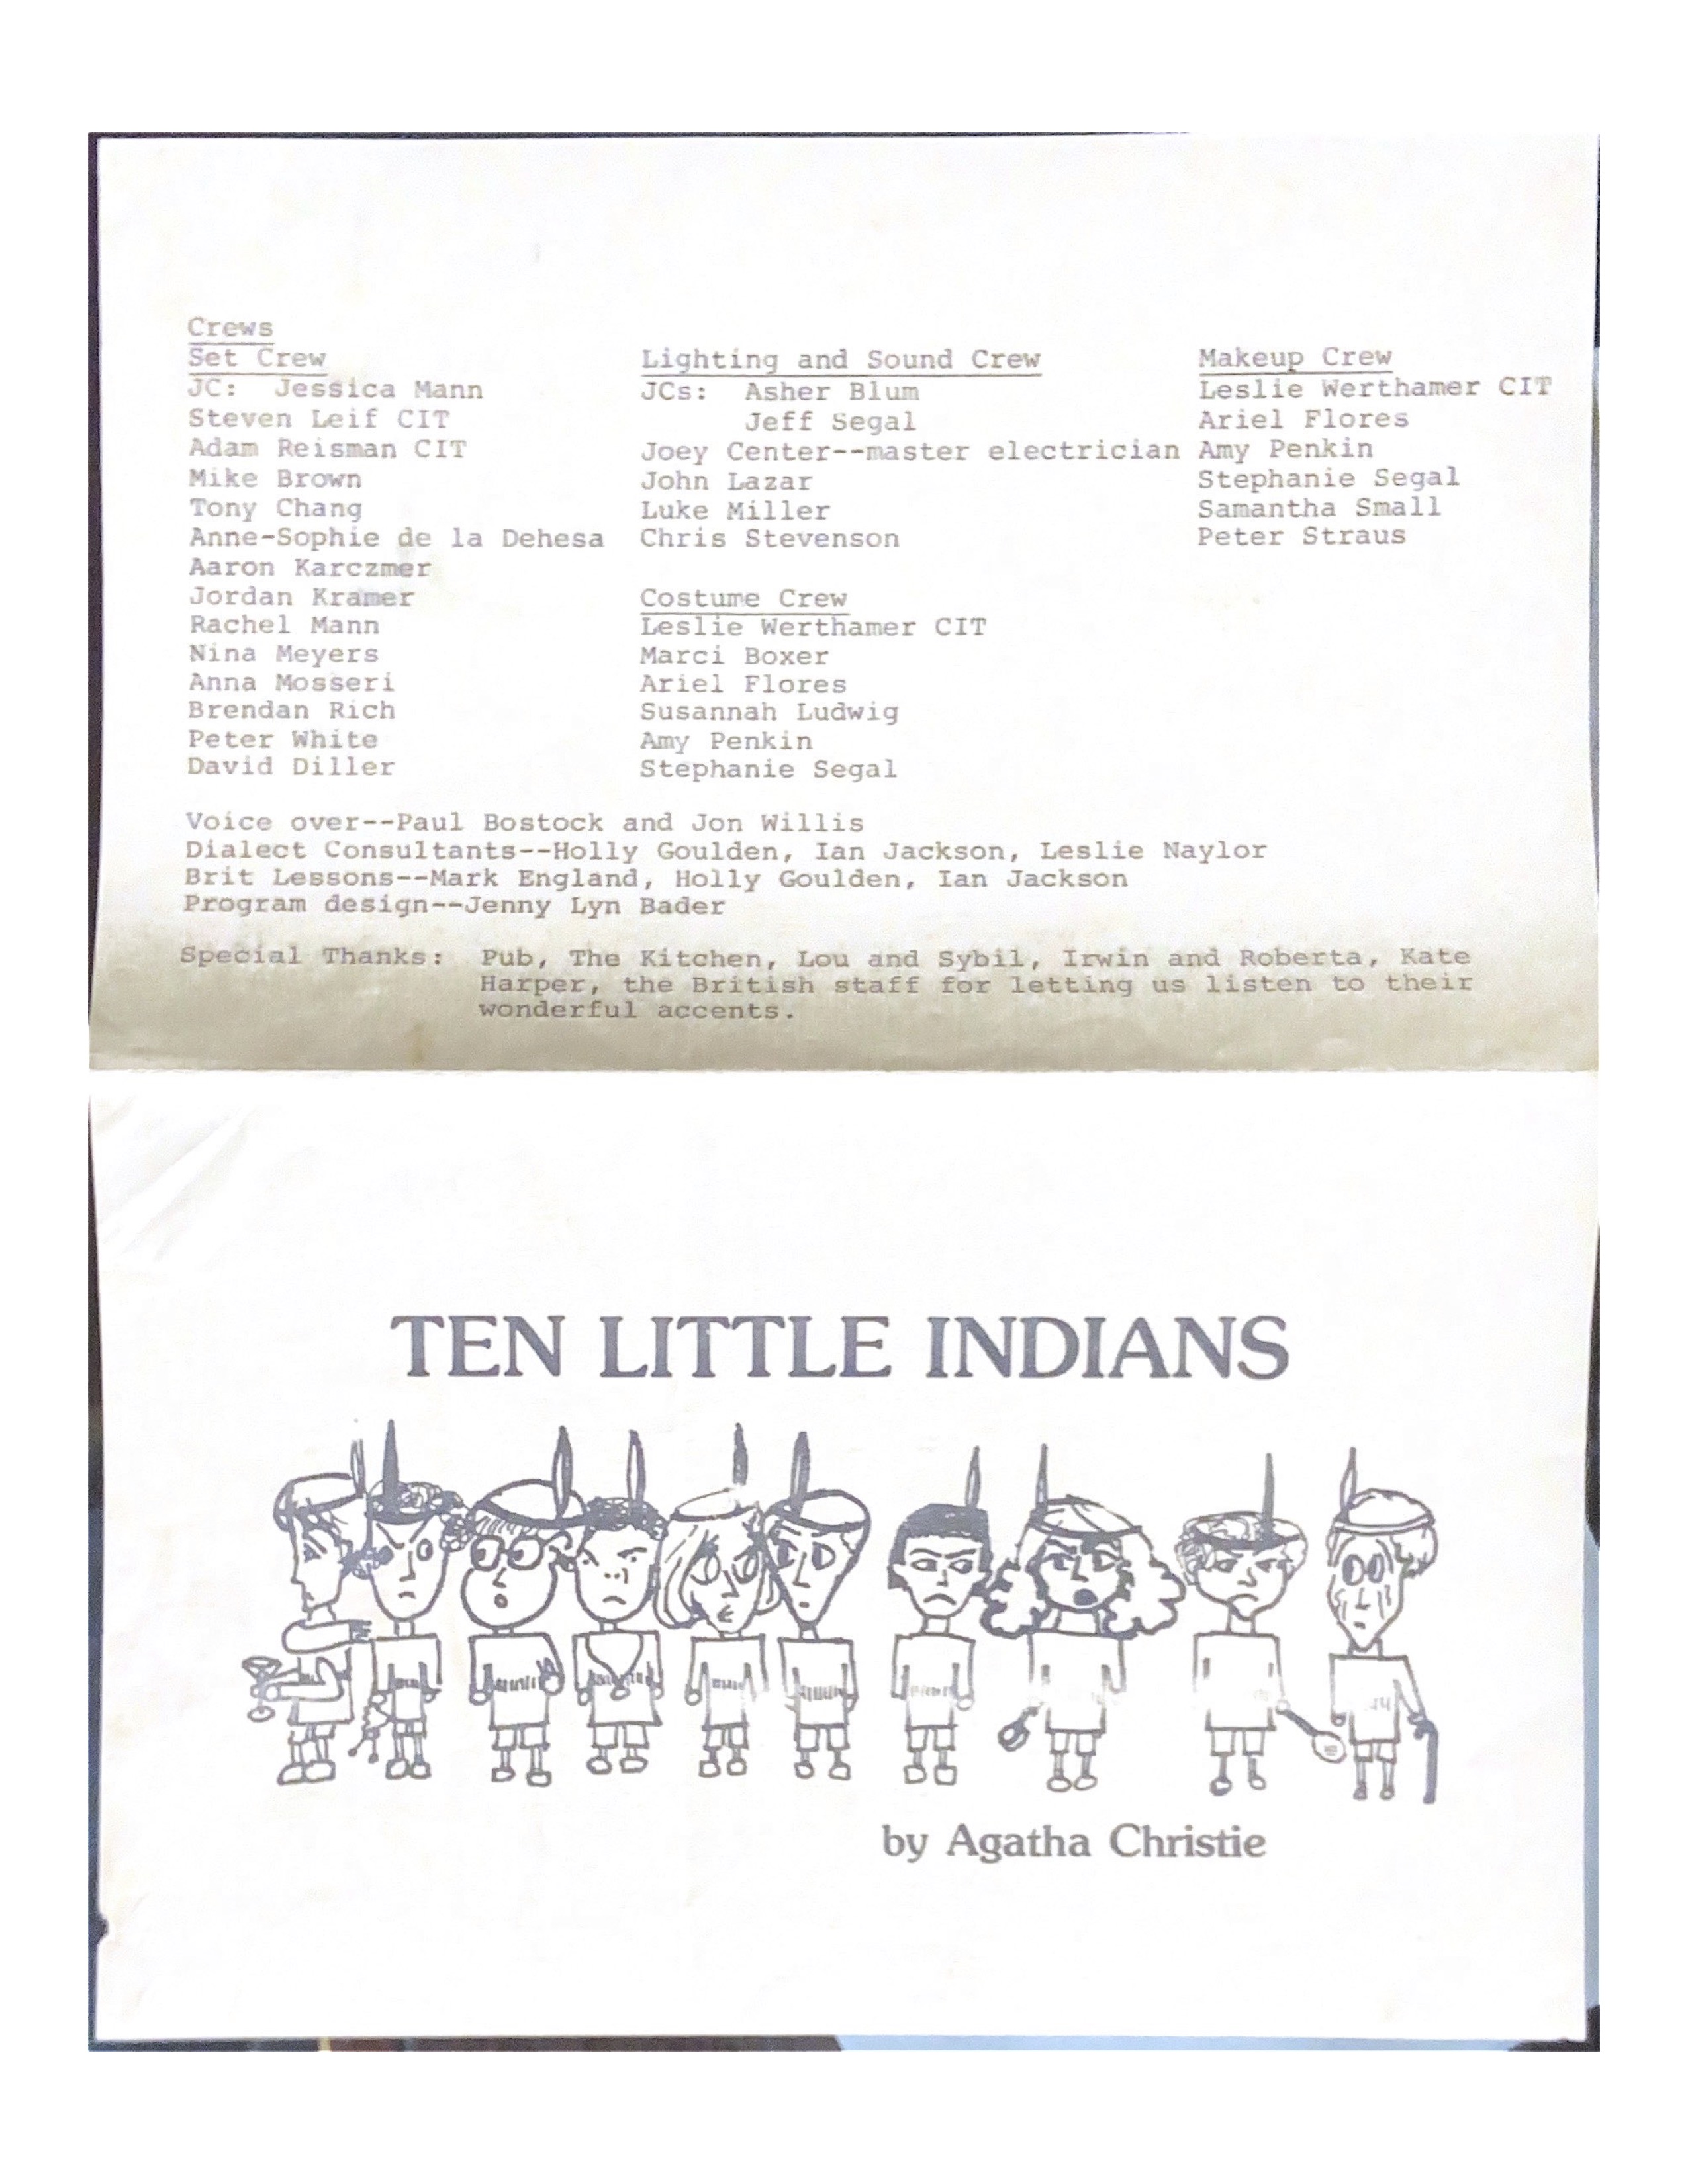 Crews
Set Crew
JC: Jessica Mann
Steven Leif CIT
Adam Reisman CIT
Mike Brown
Tony Chang
Anne-Sophie de la Dehesa
Aaron Karczmer
Jordan Kramer
Rachel Mann
Nina Meyers
Anna Mosseri
Brendan Rich
Peter White
David Diller
Lighting and Sound Crew
JCs: Asher Blum
Jeff Segal
Joey Center--master electrician
John Lazar
Luke Miller
Chris Stevenson
Costume Crew
Leslie Werthamer CIT
Marci Boxer
Ariel Flores
Susannah Ludwig
Amy Penkin
Stephanie Segal
Makeup Crew
Leslie Werthamer CIT
Ariel Flores
Amy Penkin
Stephanie Segal
Samantha Small
Peter Straus
Voice over--Paul Bostock and Jon Willis
Dialect Consultants--Holly Goulden, Ian Jackson, Leslie Naylor
Brit Lessons--Mark England, Holly Goulden, Ian Jackson
Program design--Jenny Lyn Bader
Special Thanks: Pub, The Kitchen, Lou and Sybil, Irwin and Roberta, Kate
Harper, the British staff for letting us listen to their
wonderful accents.
TEN LITTLE INDIANS
by Agatha Christie